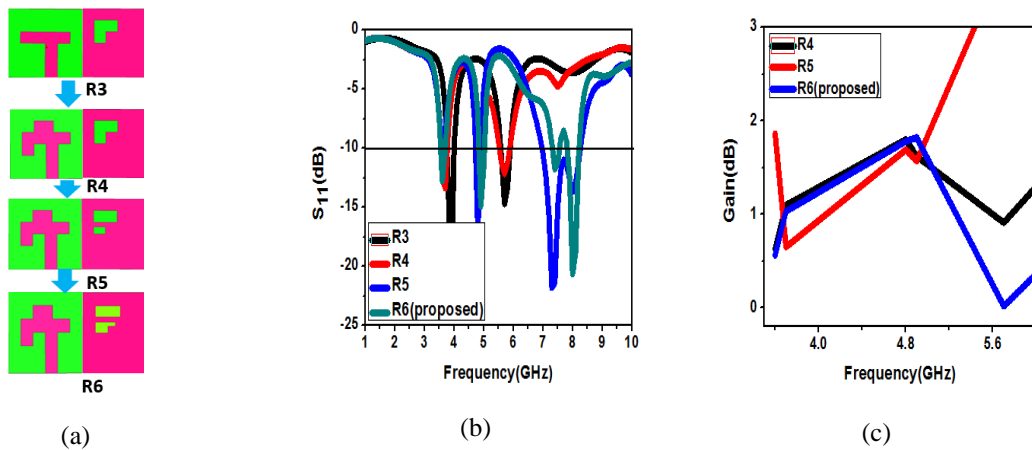 R3
R4
R5
R6
(a)
0
-5
-10
-15
-20
-25
S11(dB)
R3
R4
R5
R6(proposed)
1 2 3 4 5 6 7 8 9 10
Frequency(GHz)
(b)
3
2
1
0
Gain(dB)
R4
R5
R6(proposed)
4.0 4.8 5.6
Frequency(GHz)
(c)